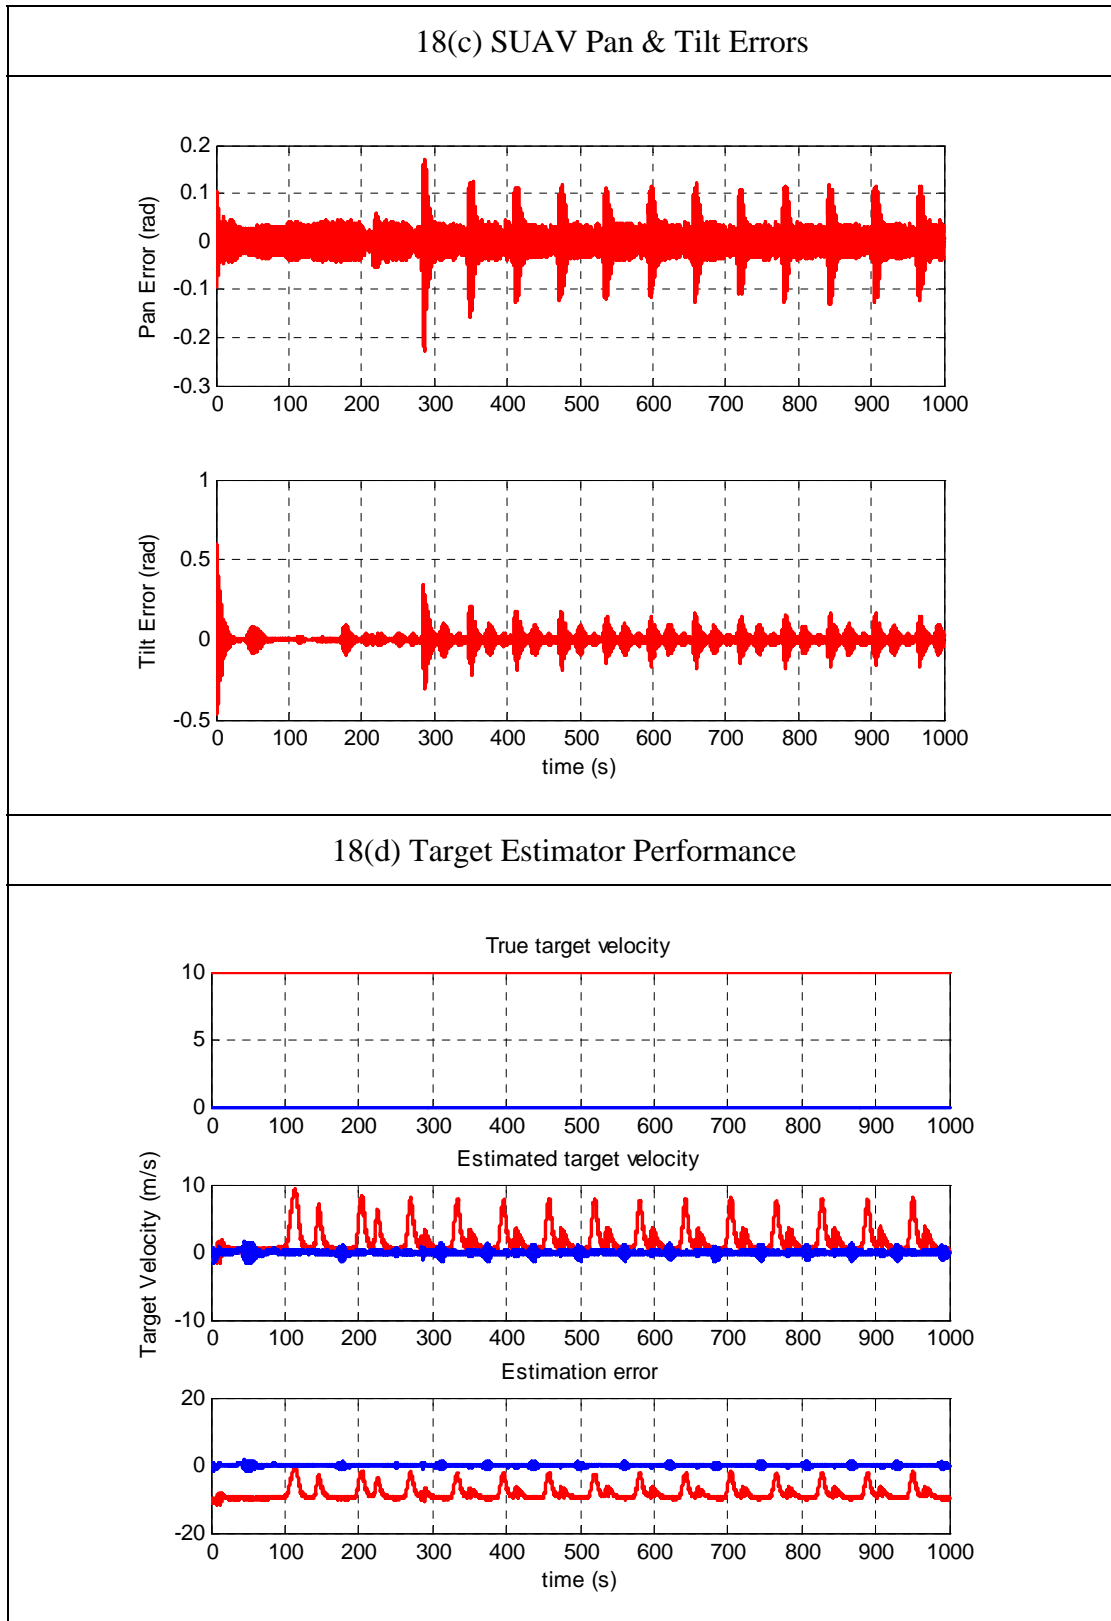 18(c) SUAV Pan & Tilt Errors
0.2
0.1
0
-0.1
-0.2
-0.3
Pan Error (rad)
0 100 200 300 400 500 600 700 800 900 1000
1
0.5
0
-0.5
Tilt Error (rad)
0 100 200 300 400 500 600 700 800 900 1000
time (s)
18(d) Target Estimator Performance
True target velocity
10
5
0
0 100 200 300 400 500 600 700 800 900 1000
Estimated target velocity
Target Velocity (m/s)
10
0
-10
0 100 200 300 400 500 600 700 800 900 1000
Estimation error
20
0
-20
0 100 200 300 400 500 600 700 800 900 1000
time (s)